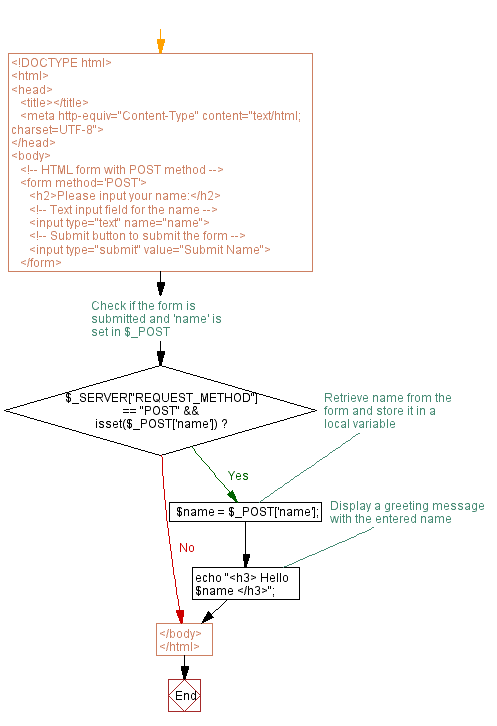 <!DOCTYPE html>
<html>
<head>
<title></title>
<meta http-equiv="Content-Type" content="text/html;
charset=UTF-8">
</head>
<body>
<!-- HTML form with POST method -->
<form method='POST'>
<h2>Please input your name:</h2>
<!-- Text input field for the name -->
<input type="text" name="name">
<!-- Submit button to submit the form -->
<input type="submit" value="Submit Name">
</form>
Check if the form is
submitted and 'name' is
set in $_POST
$_SERVER["REQUEST_METHOD"]
== "POST" &&
isset($_POST['name']) ?
Retrieve name from the
form and store it in a
local variable
Yes
$name = $_POST['name'];
Display a greeting message
with the entered name
No
echo "<h3> Hello
$name </h3>";
</body>
</html>
End